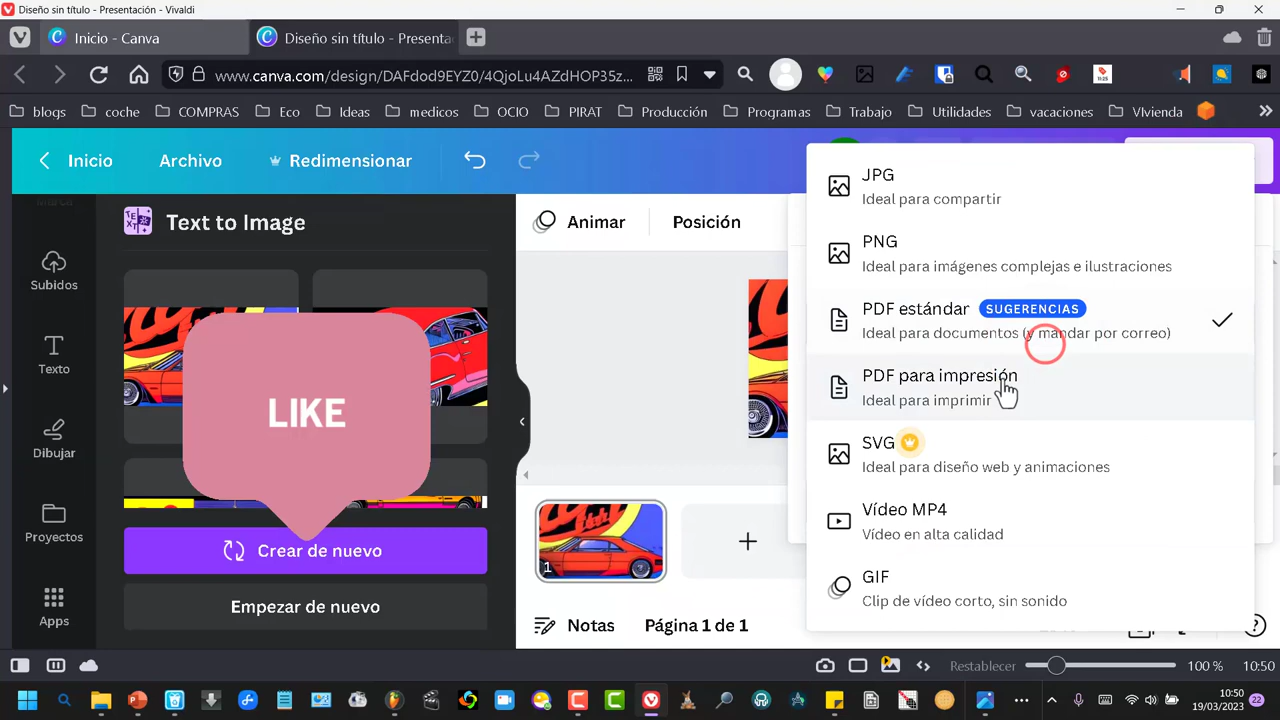 Diseño sin título - Presentación - Vivaldi
Inicio - Canva
Diseño sin título - Presenta
www.canva.com/design/DAFdod9EYZ0/4QjoLu4AZdHOP35z...
blogs
coche
COMPRAS
Eco
Ideas
medicos
OCIO
PIRAT
Producción
Programas
Trabajo
Utilidades
vacaciones
VIvienda
Inicio
Archivo
Redimensionar
Text to Image
Animar
Posición
JPG
Ideal para compartir
PNG
Ideal para imágenes complejas e ilustraciones
PDF estándar SUGERENCIAS
Ideal para documentos (y mandar por correo)
PDF para impresión
Ideal para imprimir
SVG
Ideal para diseño web y animaciones
Vídeo MP4
Vídeo en alta calidad
GIF
Clip de vídeo corto, sin sonido
Subidos
Texto
Dibujar
Proyectos
Apps
LIKE
Crear de nuevo
Empezar de nuevo
1
Notas
Página 1 de 1
Restablecer
100 %
10:50
10:50
19/03/2023
22